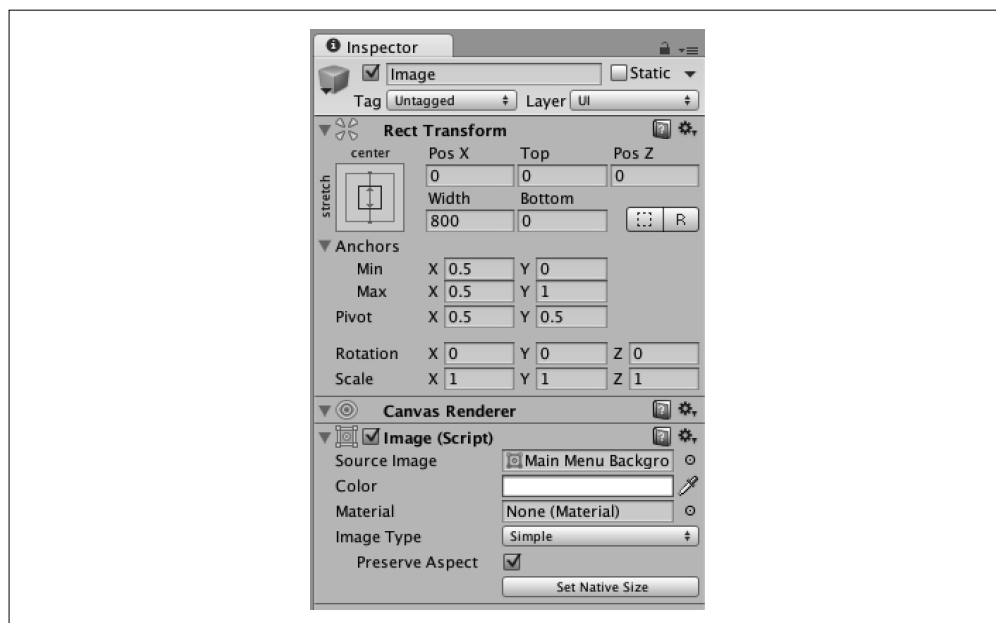 Inspector
Image Static
Tag Untagged Layer UI
Rect Transform
center Pos X Top Pos Z
stretch 0 0 0
Width Bottom
800 0 R
Anchors
Min X 0.5 Y 0
Max X 0.5 Y 1
Pivot X 0.5 Y 0.5
Rotation X 0 Y 0 Z 0
Scale X 1 Y 1 Z 1
Canvas Renderer
Image (Script)
Source Image Main Menu Backgro
Color
Material None (Material)
Image Type Simple
Preserve Aspect
Set Native Size